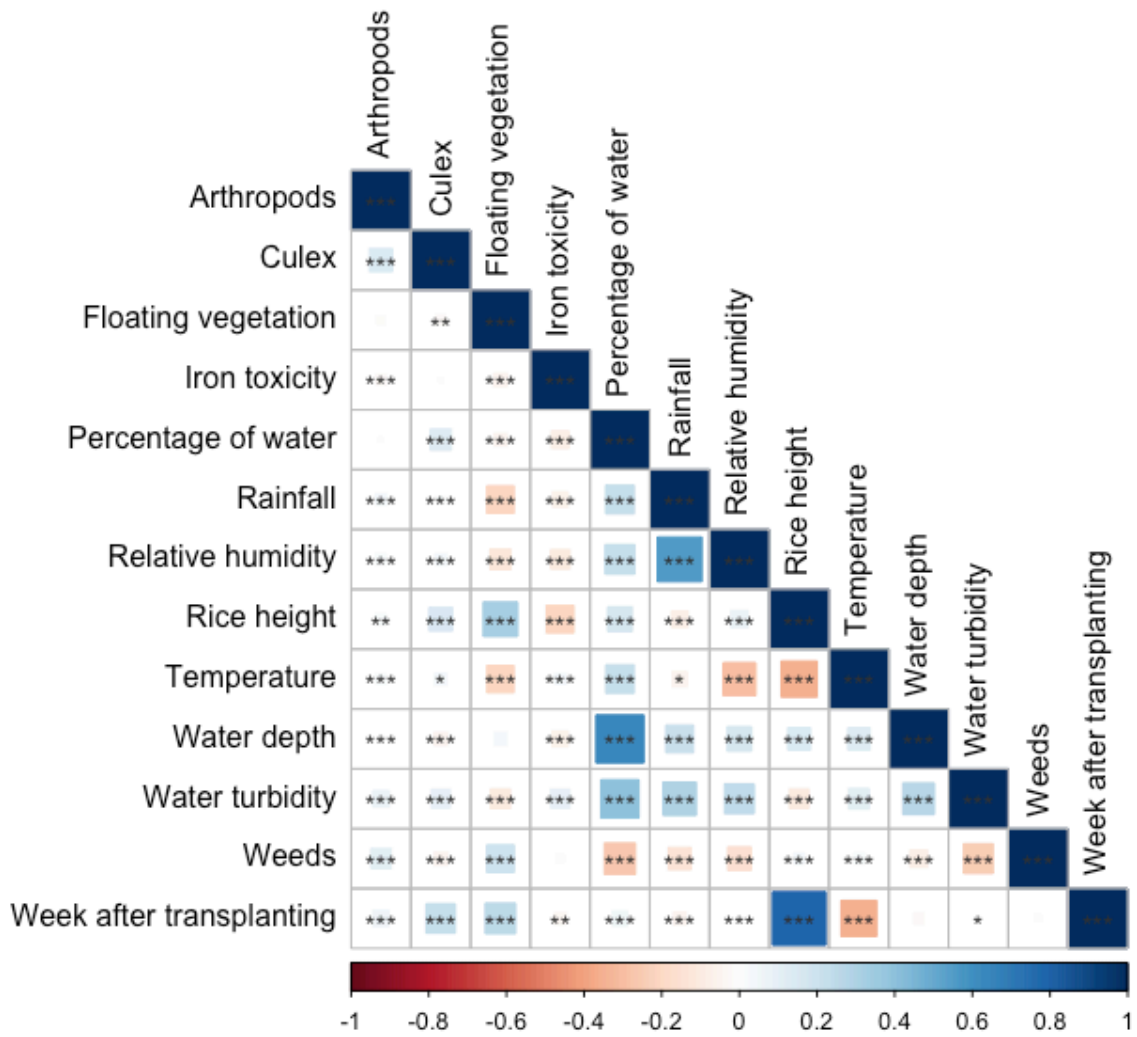 Arthropods
Culex
Floating vegetation
Iron toxicity
Percentage of water
Rainfall
Relative humidity
Rice height
Temperature
Water depth
Water turbidity
Weeds
Week after transplanting
Arthropods ***
Culex *** ***
Floating vegetation ** ***
Iron toxicity *** *** ***
Percentage of water *** *** *** ***
Rainfall *** *** *** *** *** ***
Relative humidity *** *** *** *** *** *** ***
Rice height ** *** *** *** *** *** *** ***
Temperature *** * *** *** *** * *** *** ***
Water depth *** *** *** *** *** *** *** *** ***
Water turbidity *** *** *** *** *** *** *** *** *** *** ***
Weeds *** *** *** *** *** *** *** *** *** *** ***
Week after transplanting *** *** *** ** *** *** *** *** *** * ***
-1 -0.8 -0.6 -0.4 -0.2 0 0.2 0.4 0.6 0.8 1